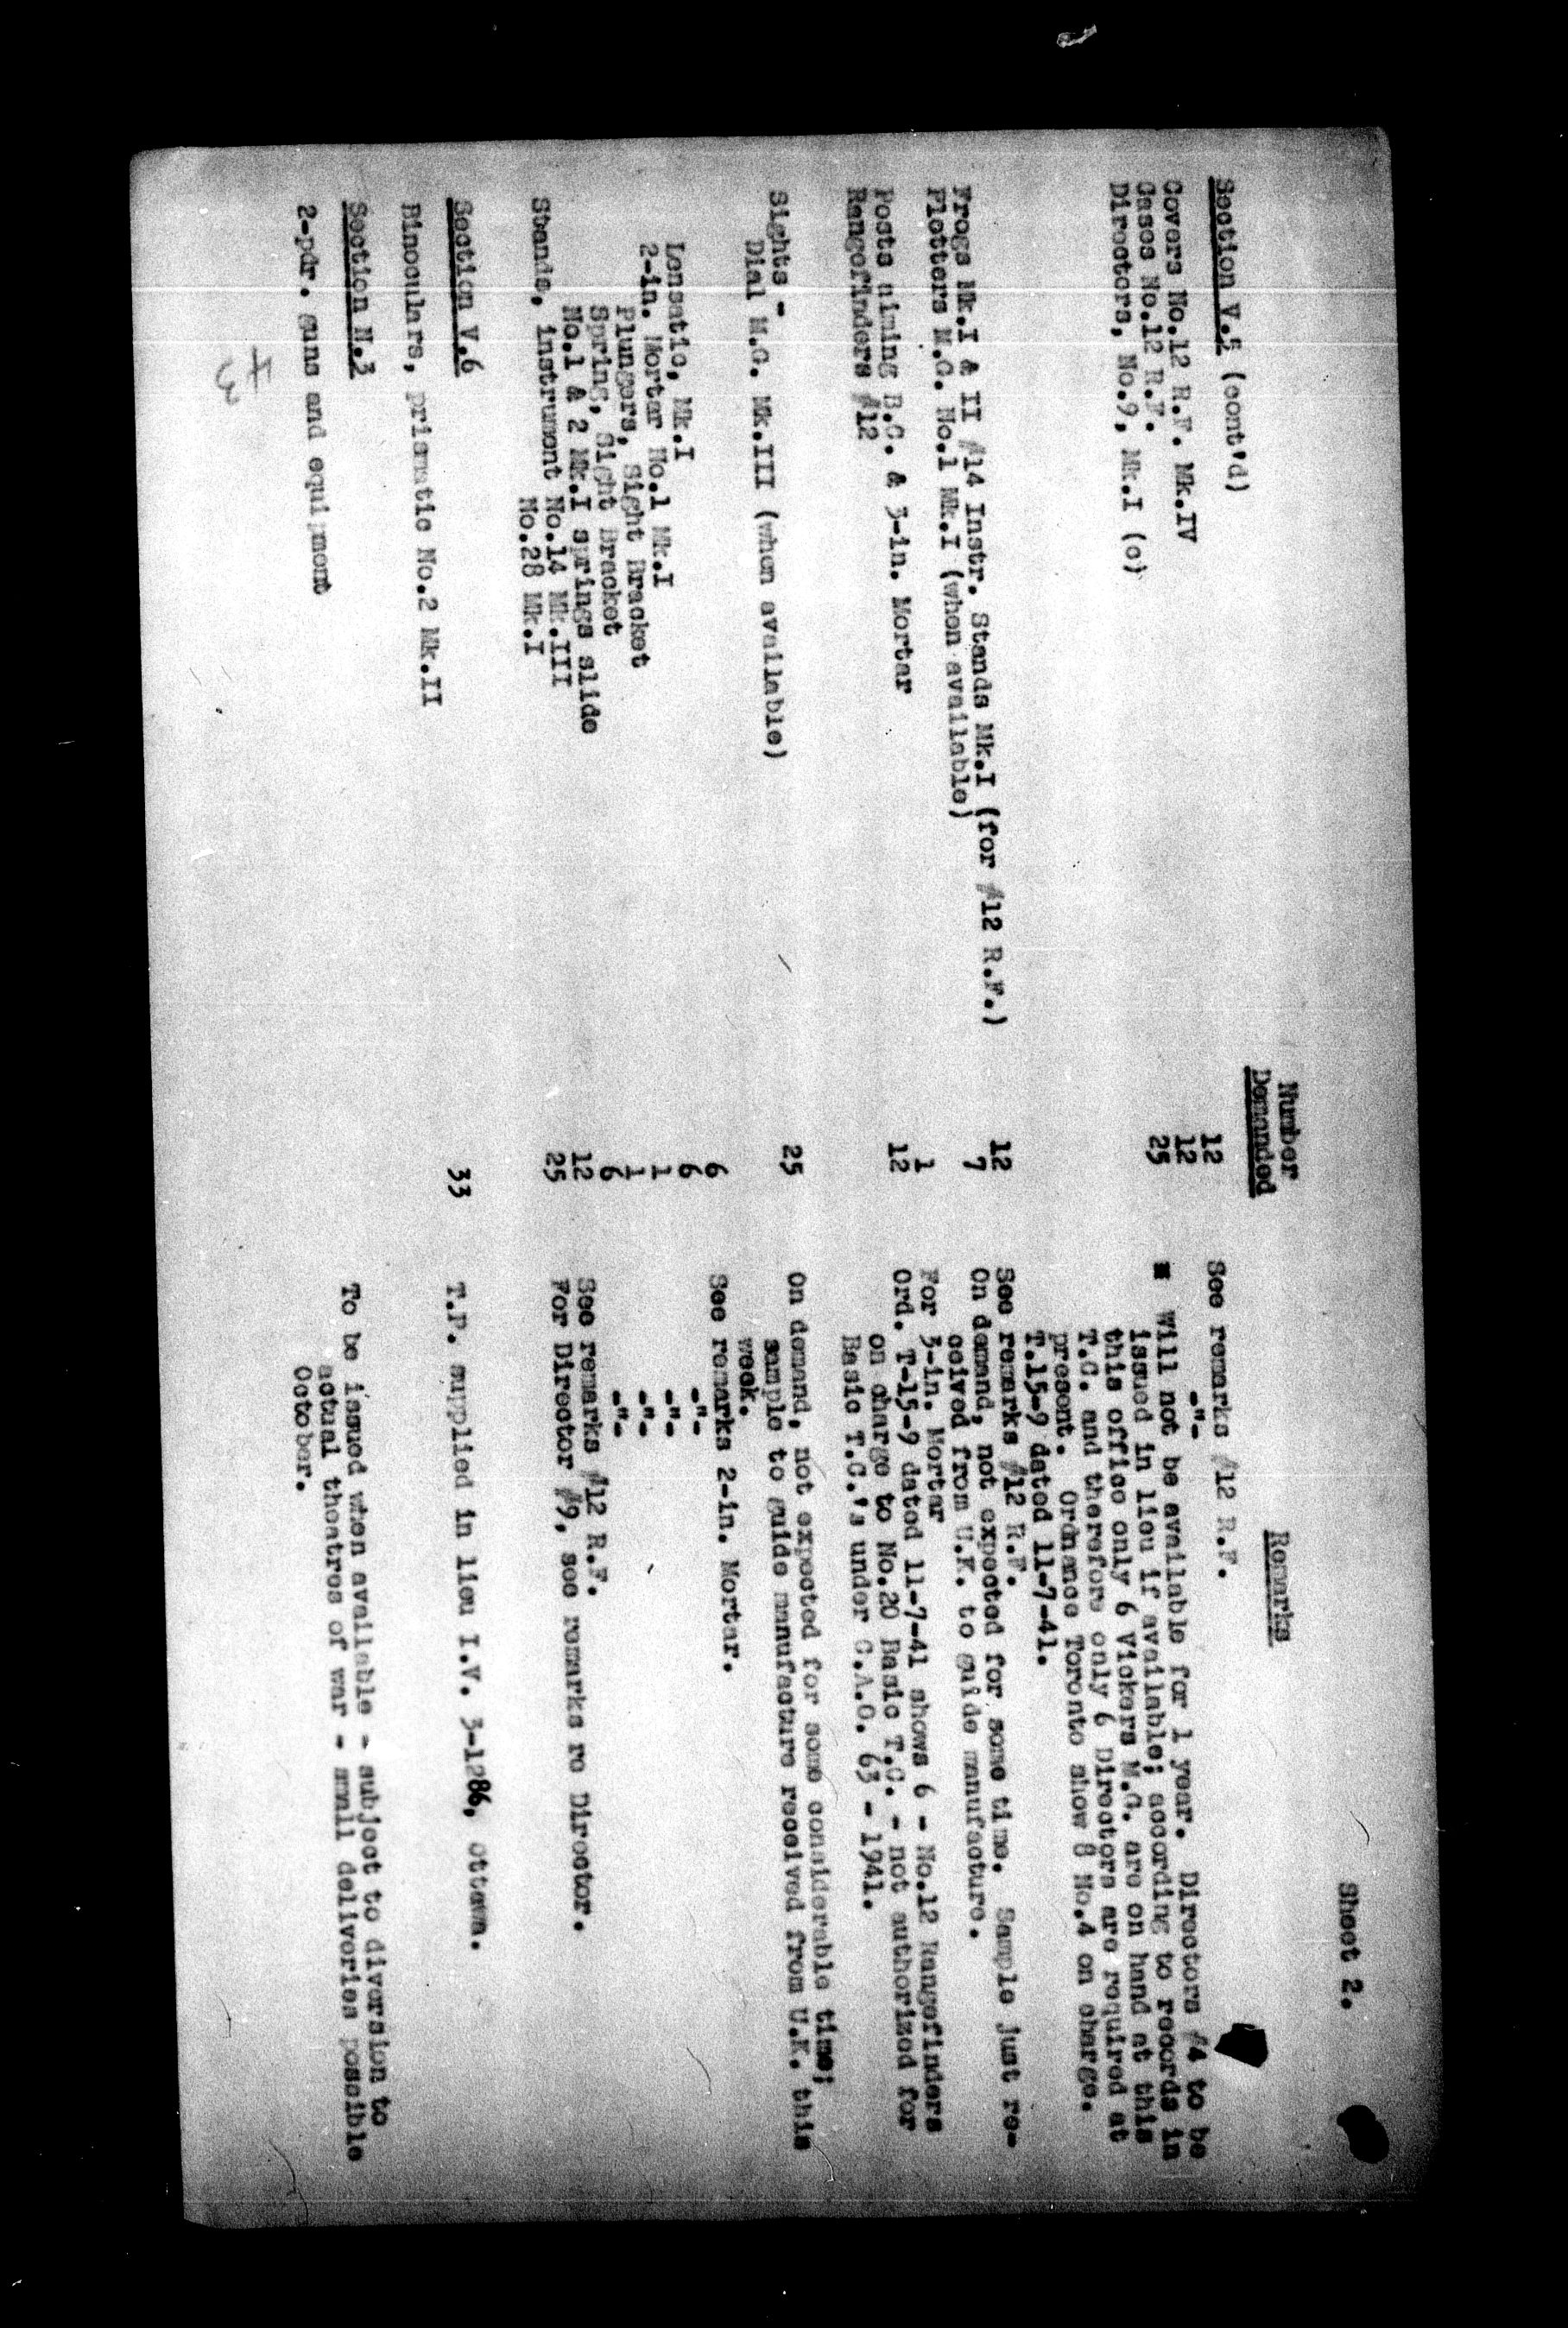 Sheet 2.
Number
Demanded Remarks
Section V.5 (cont'd)
Covers No.12 R.F. Mk.IV 12 See remarks #12 R.F.
Cases No.12 R.F. 12 -"-
Directors, No.9, Mk.I (c) 25 Will not be available for 1 year. Directors #4 to be
issued in lieu if available; according to records in
this office only 6 Vickers M.G. are on hand at this
T.C. and therefore only 6 Directors are required at
present. Ordnance Toronto show 8 No.4 on charge.
T.15-9 dated 11-7-41.
Frogs Mk.I & II #14 Instr. Stands Mk.I (for #12 R.F.) 12 See remarks #12 R.F.
Plotters M.G. No.1 Mk.I (when available) 7 On demand, not expected for some time. Sample just re-
ceived from U.K. to guide manufacture.
Posts aiming B.C. & 3-in. Mortar 1 For 3-in. Mortar
Rangefinders #12 12 Ord. T-15-9 dated 11-7-41 shows 6 - No.12 Rangefinders
on charge to No.20 Basic T.C. - not authorized for
Basic T.C.'s under C.A.O. 63 - 1941.
Sights -
Dial M.G. Mk.III (when available) 25 On demand, not expected for some considerable time;
sample to guide manufacture received from U.K. this
week.
Lensatic, Mk.I 6 See remarks 2-in. Mortar.
2-in. Mortar No.1 Mk.I 6 -"-
Plungers, Sight Bracket 1 -"-
Spring, Sight Bracket 1 -"-
No.1 & 2 Mk.I springs slide 6 -"-
Stands, instrument No.14 Mk.III 12 See remarks #12 R.F.
No.28 Mk.I 25 For Director #9, see remarks re Director.
Section V.6
Binoculars, prismatic No.2 Mk.II 33 T.P. supplied in lieu I.V. 3-1286, Ottawa.
Section N.3
2-pdr. guns and equipment To be issued when available - subject to diversion to
actual theatres of war - small deliveries possible
October.